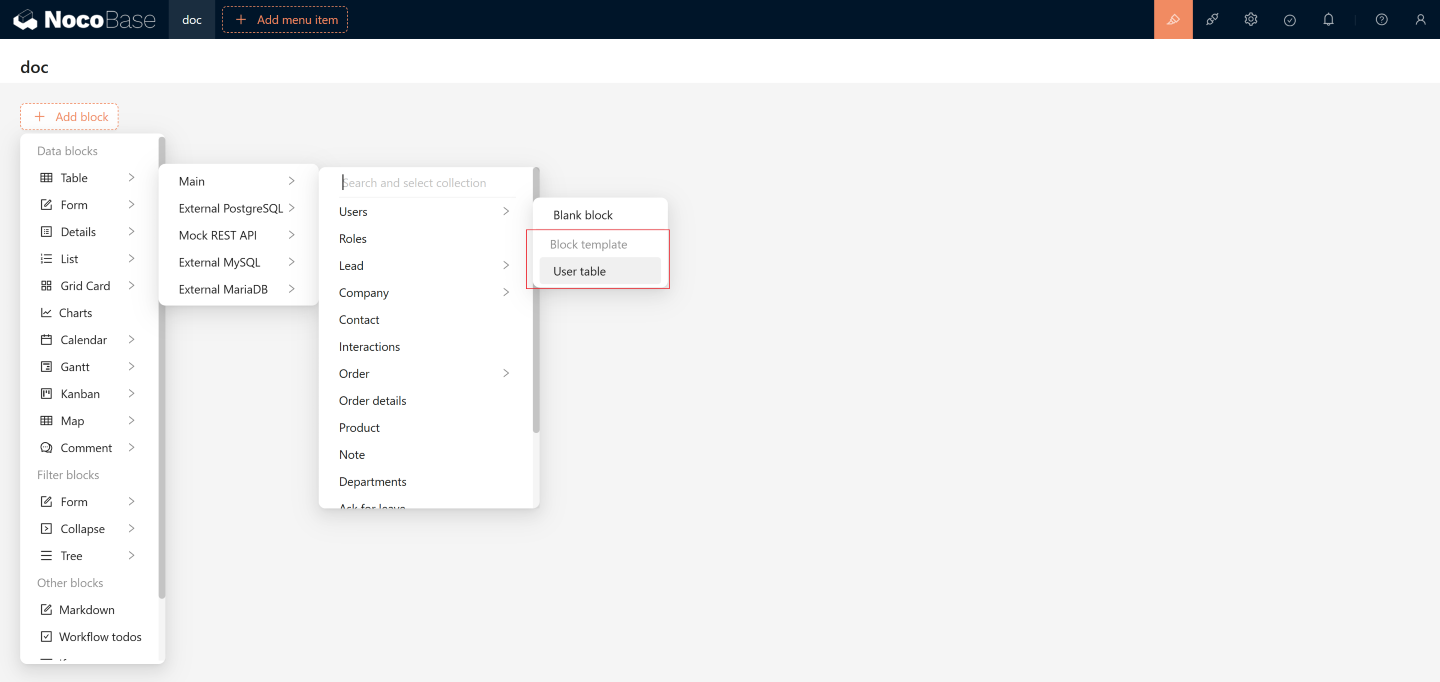 NocoBase
doc
Add menu item
doc
Add block
Data blocks
Table
Form
Details
List
Grid Card
Charts
Calendar
Gantt
Kanban
Map
Comment
Filter blocks
Form
Collapse
Tree
Other blocks
Markdown
Workflow todos
Main
External PostgreSQL
Mock REST API
External MySQL
External MariaDB
Search and select collection
Users
Roles
Lead
Company
Contact
Interactions
Order
Order details
Product
Note
Departments
Ask for leave
Blank block
Block template
User table